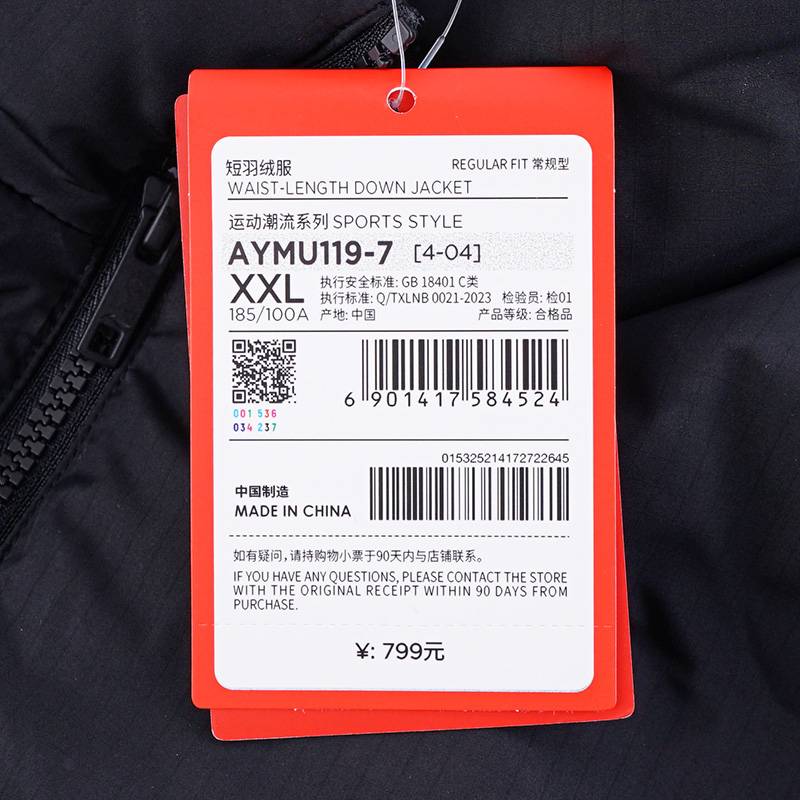 短羽绒服
REGULAR FIT 常规型
WAIST-LENGTH DOWN JACKET
运动潮流系列 SPORTS STYLE
AYMU119-7 [4-04]
XXL
185/100A
执行安全标准: GB 18401 C类
执行标准: Q/TXLNB 0021-2023 检验员: 检01
产地: 中国 产品等级: 合格品
001 536
034 237
6 901417 584524
015325214172722645
中国制造
MADE IN CHINA
如有疑问,请持购物小票于90天内与店铺联系。
IF YOU HAVE ANY QUESTIONS, PLEASE CONTACT THE STORE
WITH THE ORIGINAL RECEIPT WITHIN 90 DAYS FROM
PURCHASE.
¥: 799元